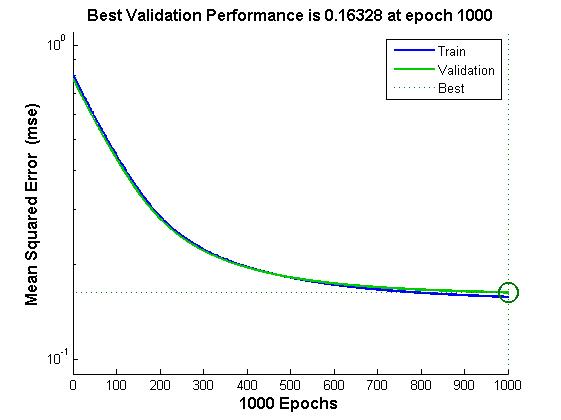 Best Validation Performance is 0.16328 at epoch 1000
10^0
Train
Validation
Best
Mean Squared Error (mse)
10^-1
0 100 200 300 400 500 600 700 800 900 1000
1000 Epochs